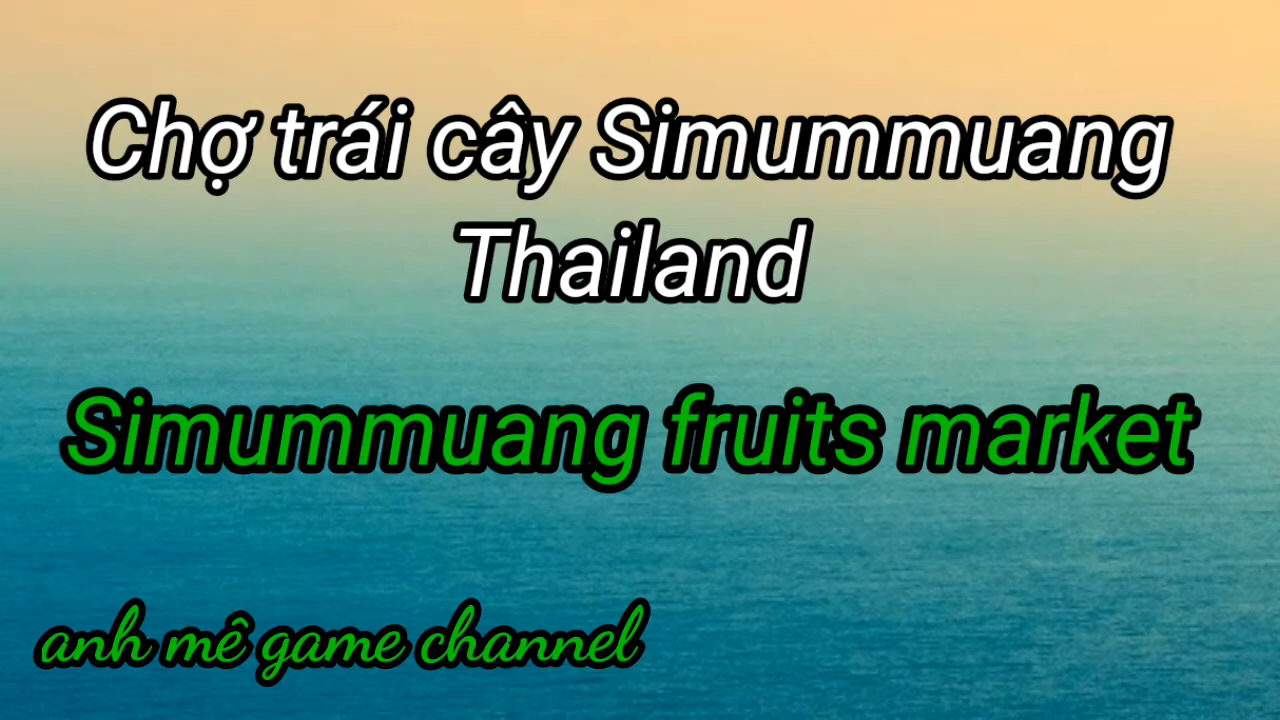 Chợ trái cây Simummuang
Thailand
Simummuang fruits market
anh mê game channel